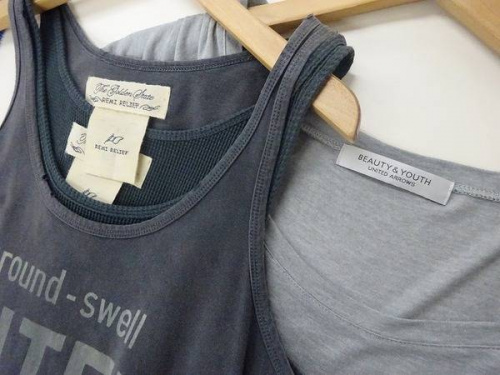 The Golden State
REMI RELIEF
REMI RELIEF
BEAUTY & YOUTH
UNITED ARROWS
round - swell